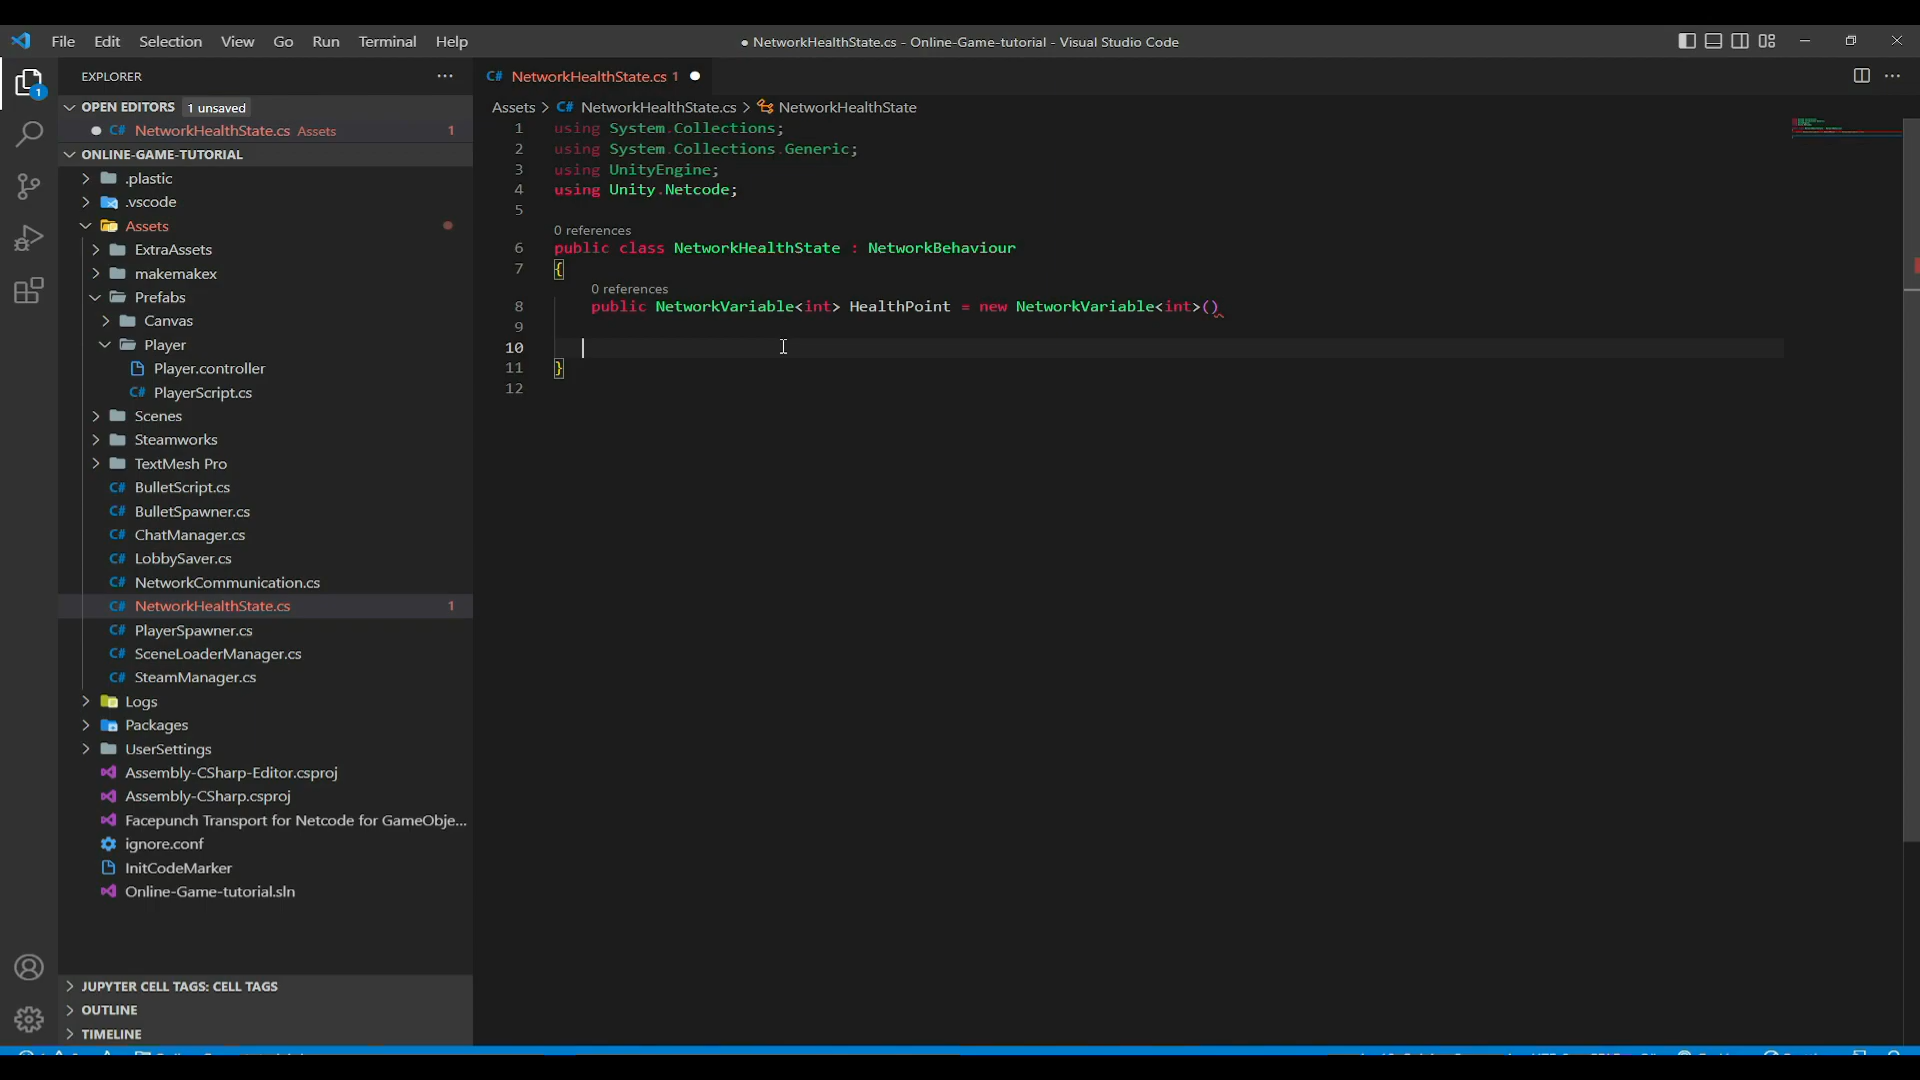 File Edit Selection View Go Run Terminal Help
● NetworkHealthState.cs - Online-Game-tutorial - Visual Studio Code
EXPLORER
OPEN EDITORS 1 unsaved
NetworkHealthState.cs Assets 1
ONLINE-GAME-TUTORIAL
.plastic
.vscode
Assets
ExtraAssets
makemakex
Prefabs
Canvas
Player
Player.controller
C# PlayerScript.cs
Scenes
Steamworks
TextMesh Pro
C# BulletScript.cs
C# BulletSpawner.cs
C# ChatManager.cs
C# LobbySaver.cs
C# NetworkCommunication.cs
C# NetworkHealthState.cs 1
C# PlayerSpawner.cs
C# SceneLoaderManager.cs
C# SteamManager.cs
Logs
Packages
UserSettings
Assembly-CSharp-Editor.csproj
Assembly-CSharp.csproj
Facepunch Transport for Netcode for GameObje...
ignore.conf
InitCodeMarker
Online-Game-tutorial.sln
JUPYTER CELL TAGS: CELL TAGS
OUTLINE
TIMELINE
C# NetworkHealthState.cs 1
Assets > C# NetworkHealthState.cs > NetworkHealthState
1 using System.Collections;
2 using System.Collections.Generic;
3 using UnityEngine;
4 using Unity.Netcode;
5
0 references
6 public class NetworkHealthState : NetworkBehaviour
7 {
0 references
8 public NetworkVariable<int> HealthPoint = new NetworkVariable<int>()
9
10
11 }
12